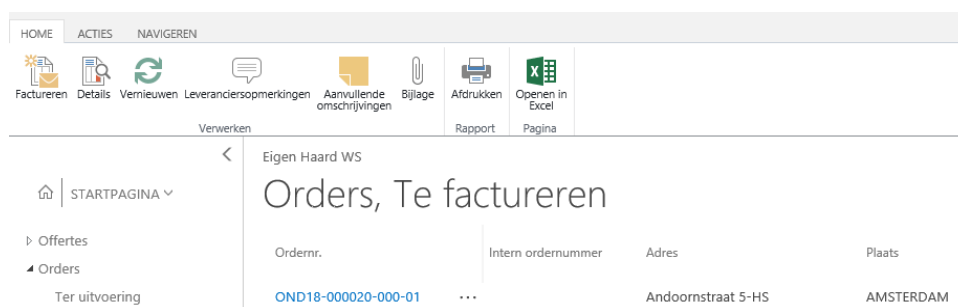 HOME ACTIES NAVIGEREN
Factureren Details Vernieuwen Leveranciersopmerkingen Aanvullende omschrijvingen Bijlage Afdrukken Openen in Excel
Verwerken Rapport Pagina
Eigen Haard WS
STARTPAGINA
Orders, Te factureren
Offertes
Ordernr. Intern ordernummer Adres Plaats
Orders
Ter uitvoering OND18-000020-000-01 ... Andoornstraat 5-HS AMSTERDAM